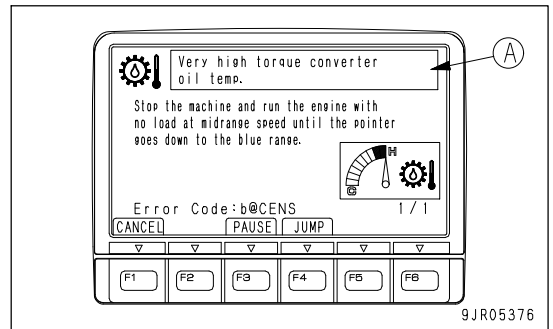 Very high torque converter
oil temp.
A
Stop the machine and run the engine with
no load at midrange speed until the pointer
goes down to the blue range.
H
C
Error Code:b@CENS
1/1
CANCEL PAUSE JUMP
F1 F2 F3 F4 F5 F6
9JR05376